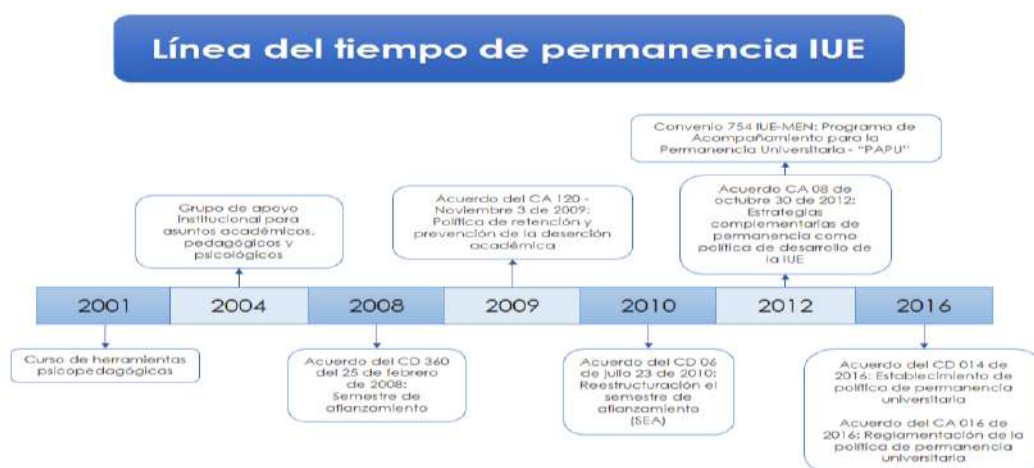 Línea del tiempo de permanencia IUE
Convenio 754 IUE-MEN: Programa de
Acompañamiento para la
Permanencia Universitaria - "PAPU"
Grupo de apoyo
institucional para
asuntos académicos,
pedagógicos y
psicológicos
Acuerdo del CA 120 -
Noviembre 3 de 2009:
Política de retención y
prevención de la deserción
académica
Acuerdo CA 08 de
octubre 30 de 2012:
Estrategias
complementarias de
permanencia como
política de desarrollo de
la IUE
2001
2004
2008
2009
2010
2012
2016
Curso de herramientas
psicopedagógicas
Acuerdo del CD 360
del 25 de febrero
de 2008:
Semestre de
afianzamiento
Acuerdo del CD 06
de julio 23 de 2010:
Reestructuración el
semestre de
afianzamiento
(SEA)
Acuerdo del CD 014 de
2016: Establecimiento de
política de permanencia
universitaria
Acuerdo del CA 016 de
2016: Reglamentación de la
política de permanencia
universitaria